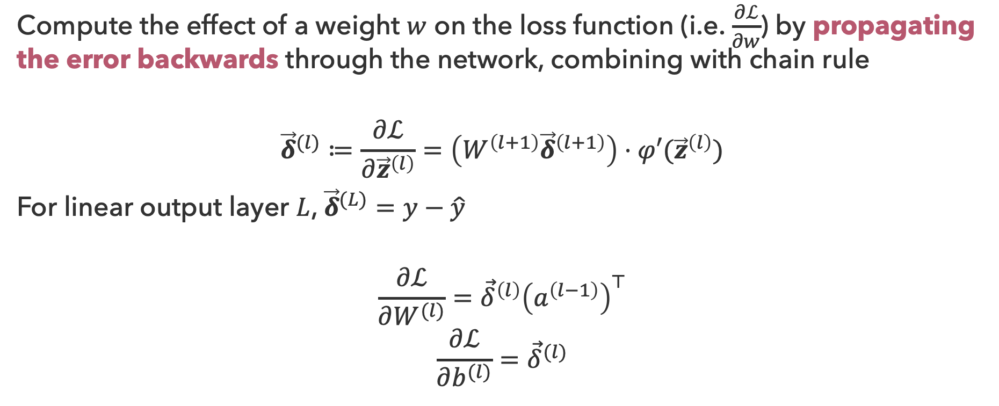 Compute the effect of a weight $w$ on the loss function (i.e. $\frac{\partial \mathcal{L}}{\partial w}$) by propagating
the error backwards through the network, combining with chain rule
$\vec{\boldsymbol{\delta}}^{(l)} := \frac{\partial \mathcal{L}}{\partial \vec{\boldsymbol{z}}^{(l)}} = \left(W^{(l+1)} \vec{\boldsymbol{\delta}}^{(l+1)}\right) \cdot \varphi'(\vec{\boldsymbol{z}}^{(l)})$
For linear output layer $L$, $\vec{\boldsymbol{\delta}}^{(L)} = y - \hat{y}$
$\frac{\partial \mathcal{L}}{\partial W^{(l)}} = \vec{\delta}^{(l)} \left(a^{(l-1)}\right)^{\top}$
$\frac{\partial \mathcal{L}}{\partial b^{(l)}} = \vec{\delta}^{(l)}$